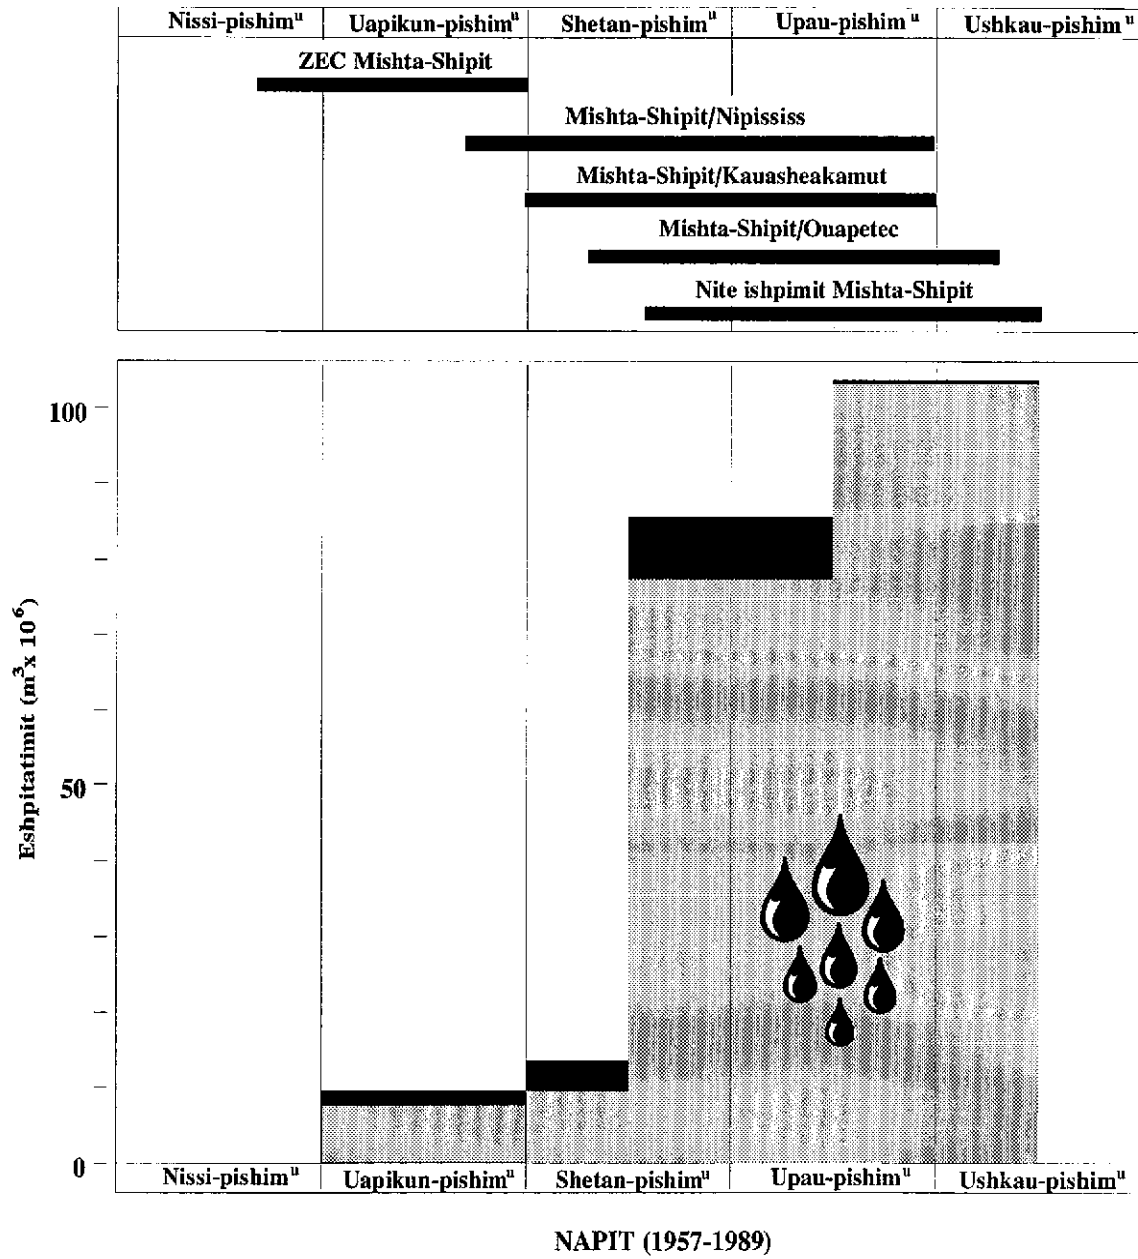 Nissi-pishimᵘ Uapikun-pishimᵘ Shetan-pishimᵘ Upau-pishimᵘ Ushkau-pishimᵘ
ZEC Mishta-Shipit
Mishta-Shipit/Nipississ
Mishta-Shipit/Kauasheakamut
Mishta-Shipit/Ouapetec
Nite ishpimit Mishta-Shipit
100
50
0
Eshpitatimit (m³x 10⁶)
Nissi-pishimᵘ Uapikun-pishimᵘ Shetan-pishimᵘ Upau-pishimᵘ Ushkau-pishimᵘ
NAPIT (1957-1989)